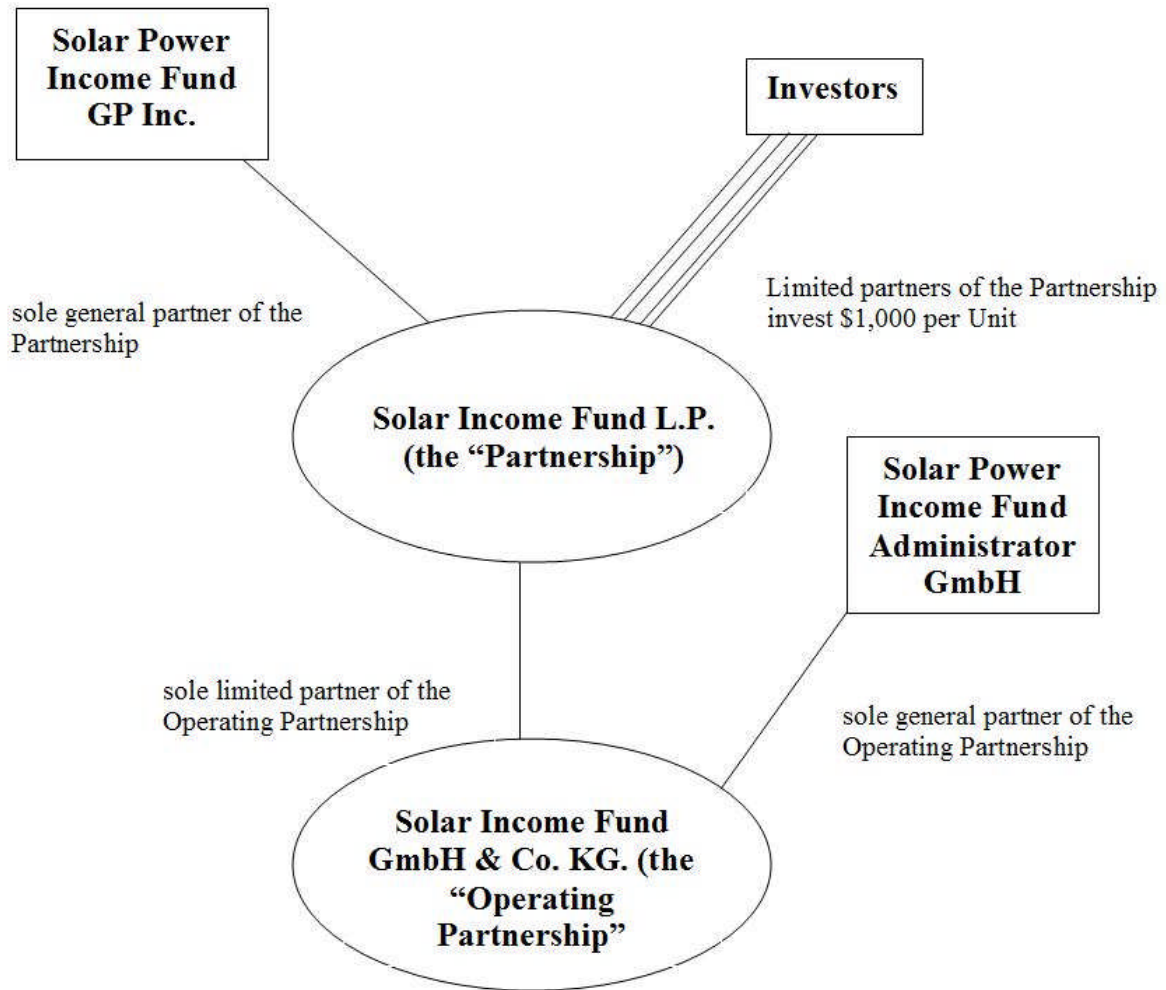 Solar Power
Income Fund
GP Inc.
Investors
sole general partner of the
Partnership
Limited partners of the Partnership
invest $1,000 per Unit
Solar Income Fund L.P.
(the “Partnership”)
Solar Power
Income Fund
Administrator
GmbH
sole limited partner of the
Operating Partnership
sole general partner of the
Operating Partnership
Solar Income Fund
GmbH & Co. KG. (the
“Operating
Partnership”